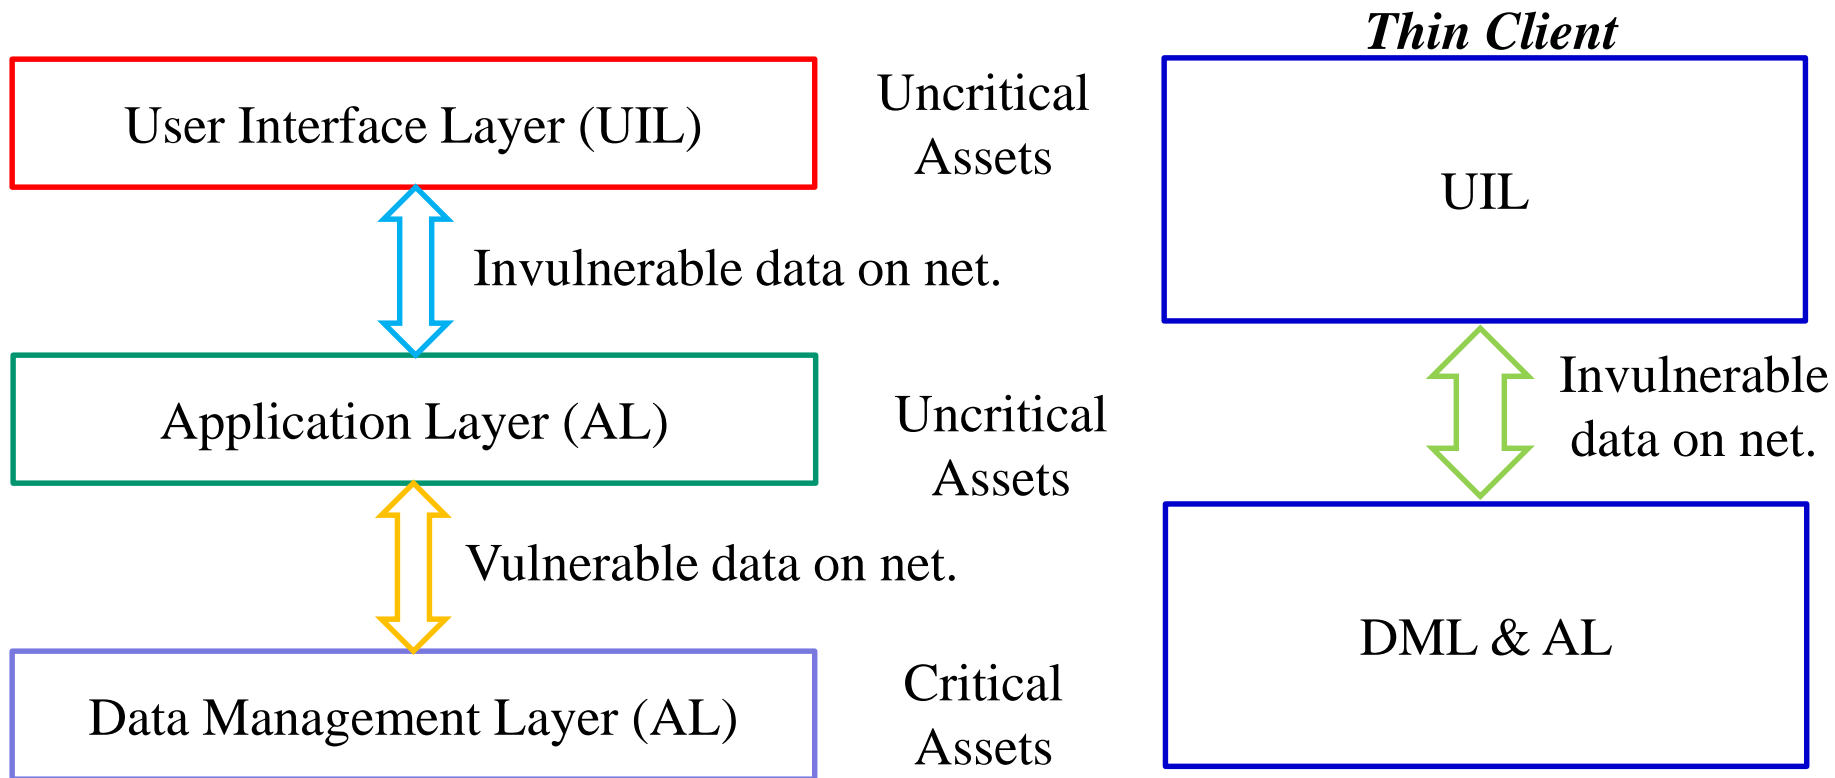 Thin Client
User Interface Layer (UIL)
Uncritical
Assets
UIL
Invulnerable data on net.
Invulnerable
data on net.
Application Layer (AL)
Uncritical
Assets
Vulnerable data on net.
DML & AL
Data Management Layer (AL)
Critical
Assets